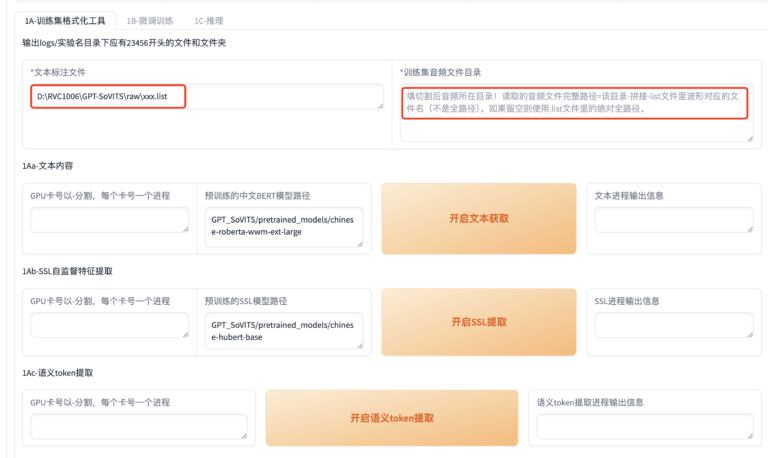 1A-训练集格式化工具 1B-微调训练 1C-推理
输出logs/实验名目录下应有23456开头的文件和文件夹
*文本标注文件 *训练集音频文件目录
D:\RVC1006\GPT-SoVITS\raw\xxx.list
填切割后音频所在目录！读取的音频文件完整路径=该目录-拼接-list文件里波形对应的文
件名（不是全路径）。如果留空则使用.list文件里的绝对全路径。
1Aa-文本内容
GPU卡号以-分割，每个卡号一个进程 预训练的中文BERT模型路径 文本进程输出信息
GPT_SoVITS/pretrained_models/chines
e-roberta-wwm-ext-large
开启文本获取
1Ab-SSL自监督特征提取
GPU卡号以-分割，每个卡号一个进程 预训练的SSL模型路径 SSL进程输出信息
GPT_SoVITS/pretrained_models/chines
e-hubert-base
开启SSL提取
1Ac-语义token提取
GPU卡号以-分割，每个卡号一个进程 语义token提取进程输出信息
开启语义token提取